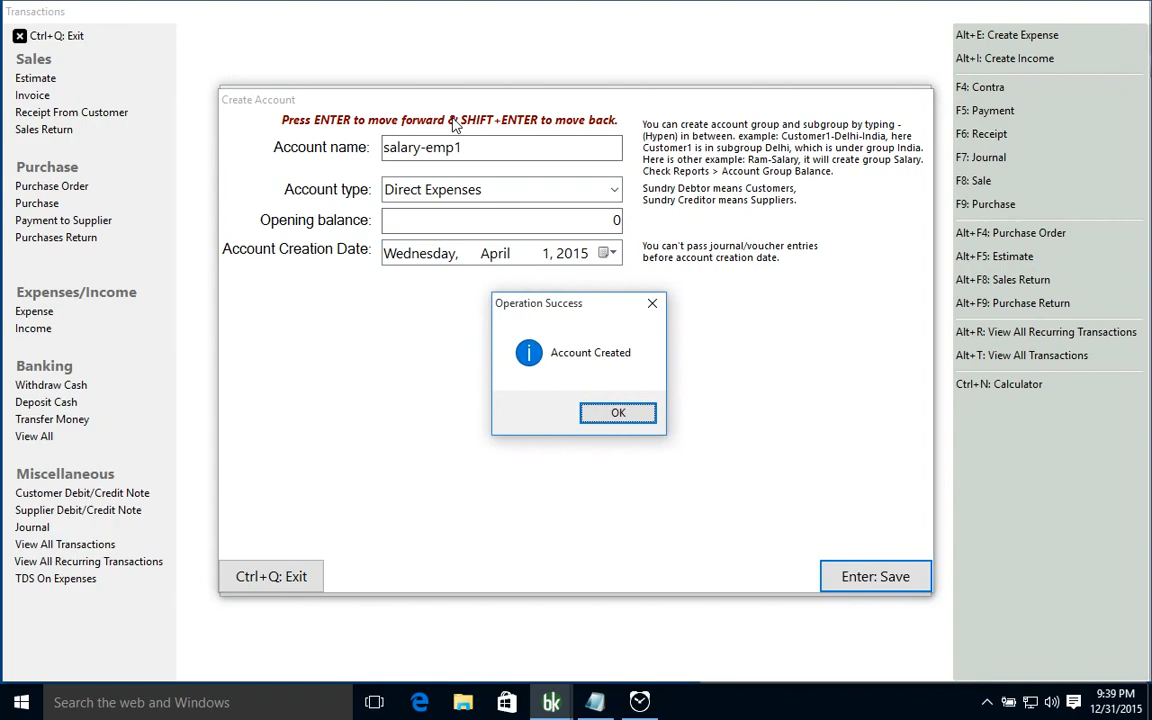 Transactions
Ctrl+Q: Exit
Sales
Estimate
Invoice
Receipt From Customer
Sales Return
Purchase
Purchase Order
Purchase
Payment to Supplier
Purchases Return
Expenses/Income
Expense
Income
Banking
Withdraw Cash
Deposit Cash
Transfer Money
View All
Miscellaneous
Customer Debit/Credit Note
Supplier Debit/Credit Note
Journal
View All Transactions
View All Recurring Transactions
TDS On Expenses
Create Account
Press ENTER to move forward & SHIFT+ENTER to move back.
Account name:
salary-emp1
Account type:
Direct Expenses
Opening balance:
0
Account Creation Date:
Wednesday, April 1, 2015
You can create account group and subgroup by typing -
(Hypen) in between. example: Customer1-Delhi-India, here
Customer1 is in subgroup Delhi, which is under group India.
Here is other example: Ram-Salary, it will create group Salary.
Check Reports > Account Group Balance.
Sundry Debtor means Customers,
Sundry Creditor means Suppliers.
You can't pass journal/voucher entries
before account creation date.
Operation Success
Account Created
OK
Ctrl+Q: Exit
Enter: Save
Alt+E: Create Expense
Alt+I: Create Income
F4: Contra
F5: Payment
F6: Receipt
F7: Journal
F8: Sale
F9: Purchase
Alt+F4: Purchase Order
Alt+F5: Estimate
Alt+F8: Sales Return
Alt+F9: Purchase Return
Alt+R: View All Recurring Transactions
Alt+T: View All Transactions
Ctrl+N: Calculator
Search the web and Windows
bk
9:39 PM
12/31/2015